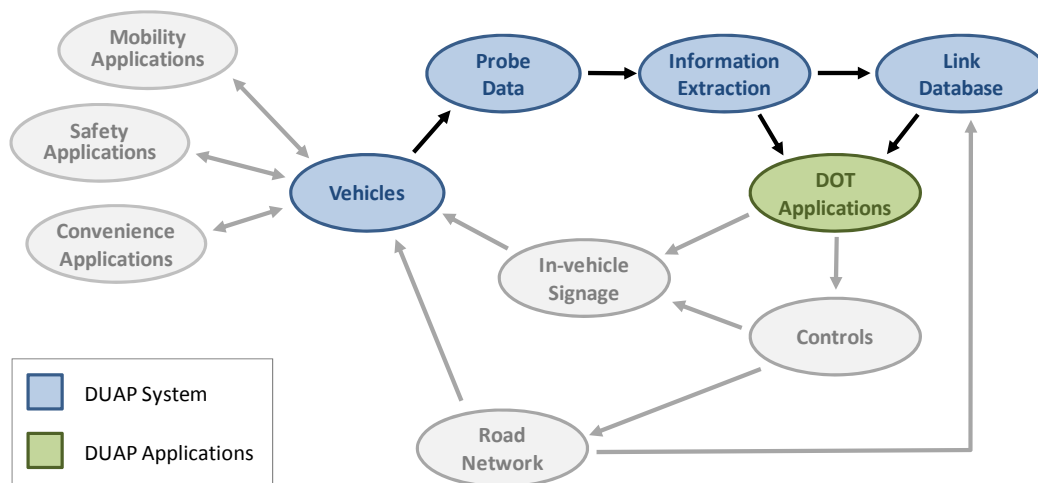 Mobility
Applications
Probe
Data
Information
Extraction
Link
Database
Safety
Applications
Vehicles
DOT
Applications
Convenience
Applications
In-vehicle
Signage
Controls
DUAP System
DUAP Applications
Road
Network